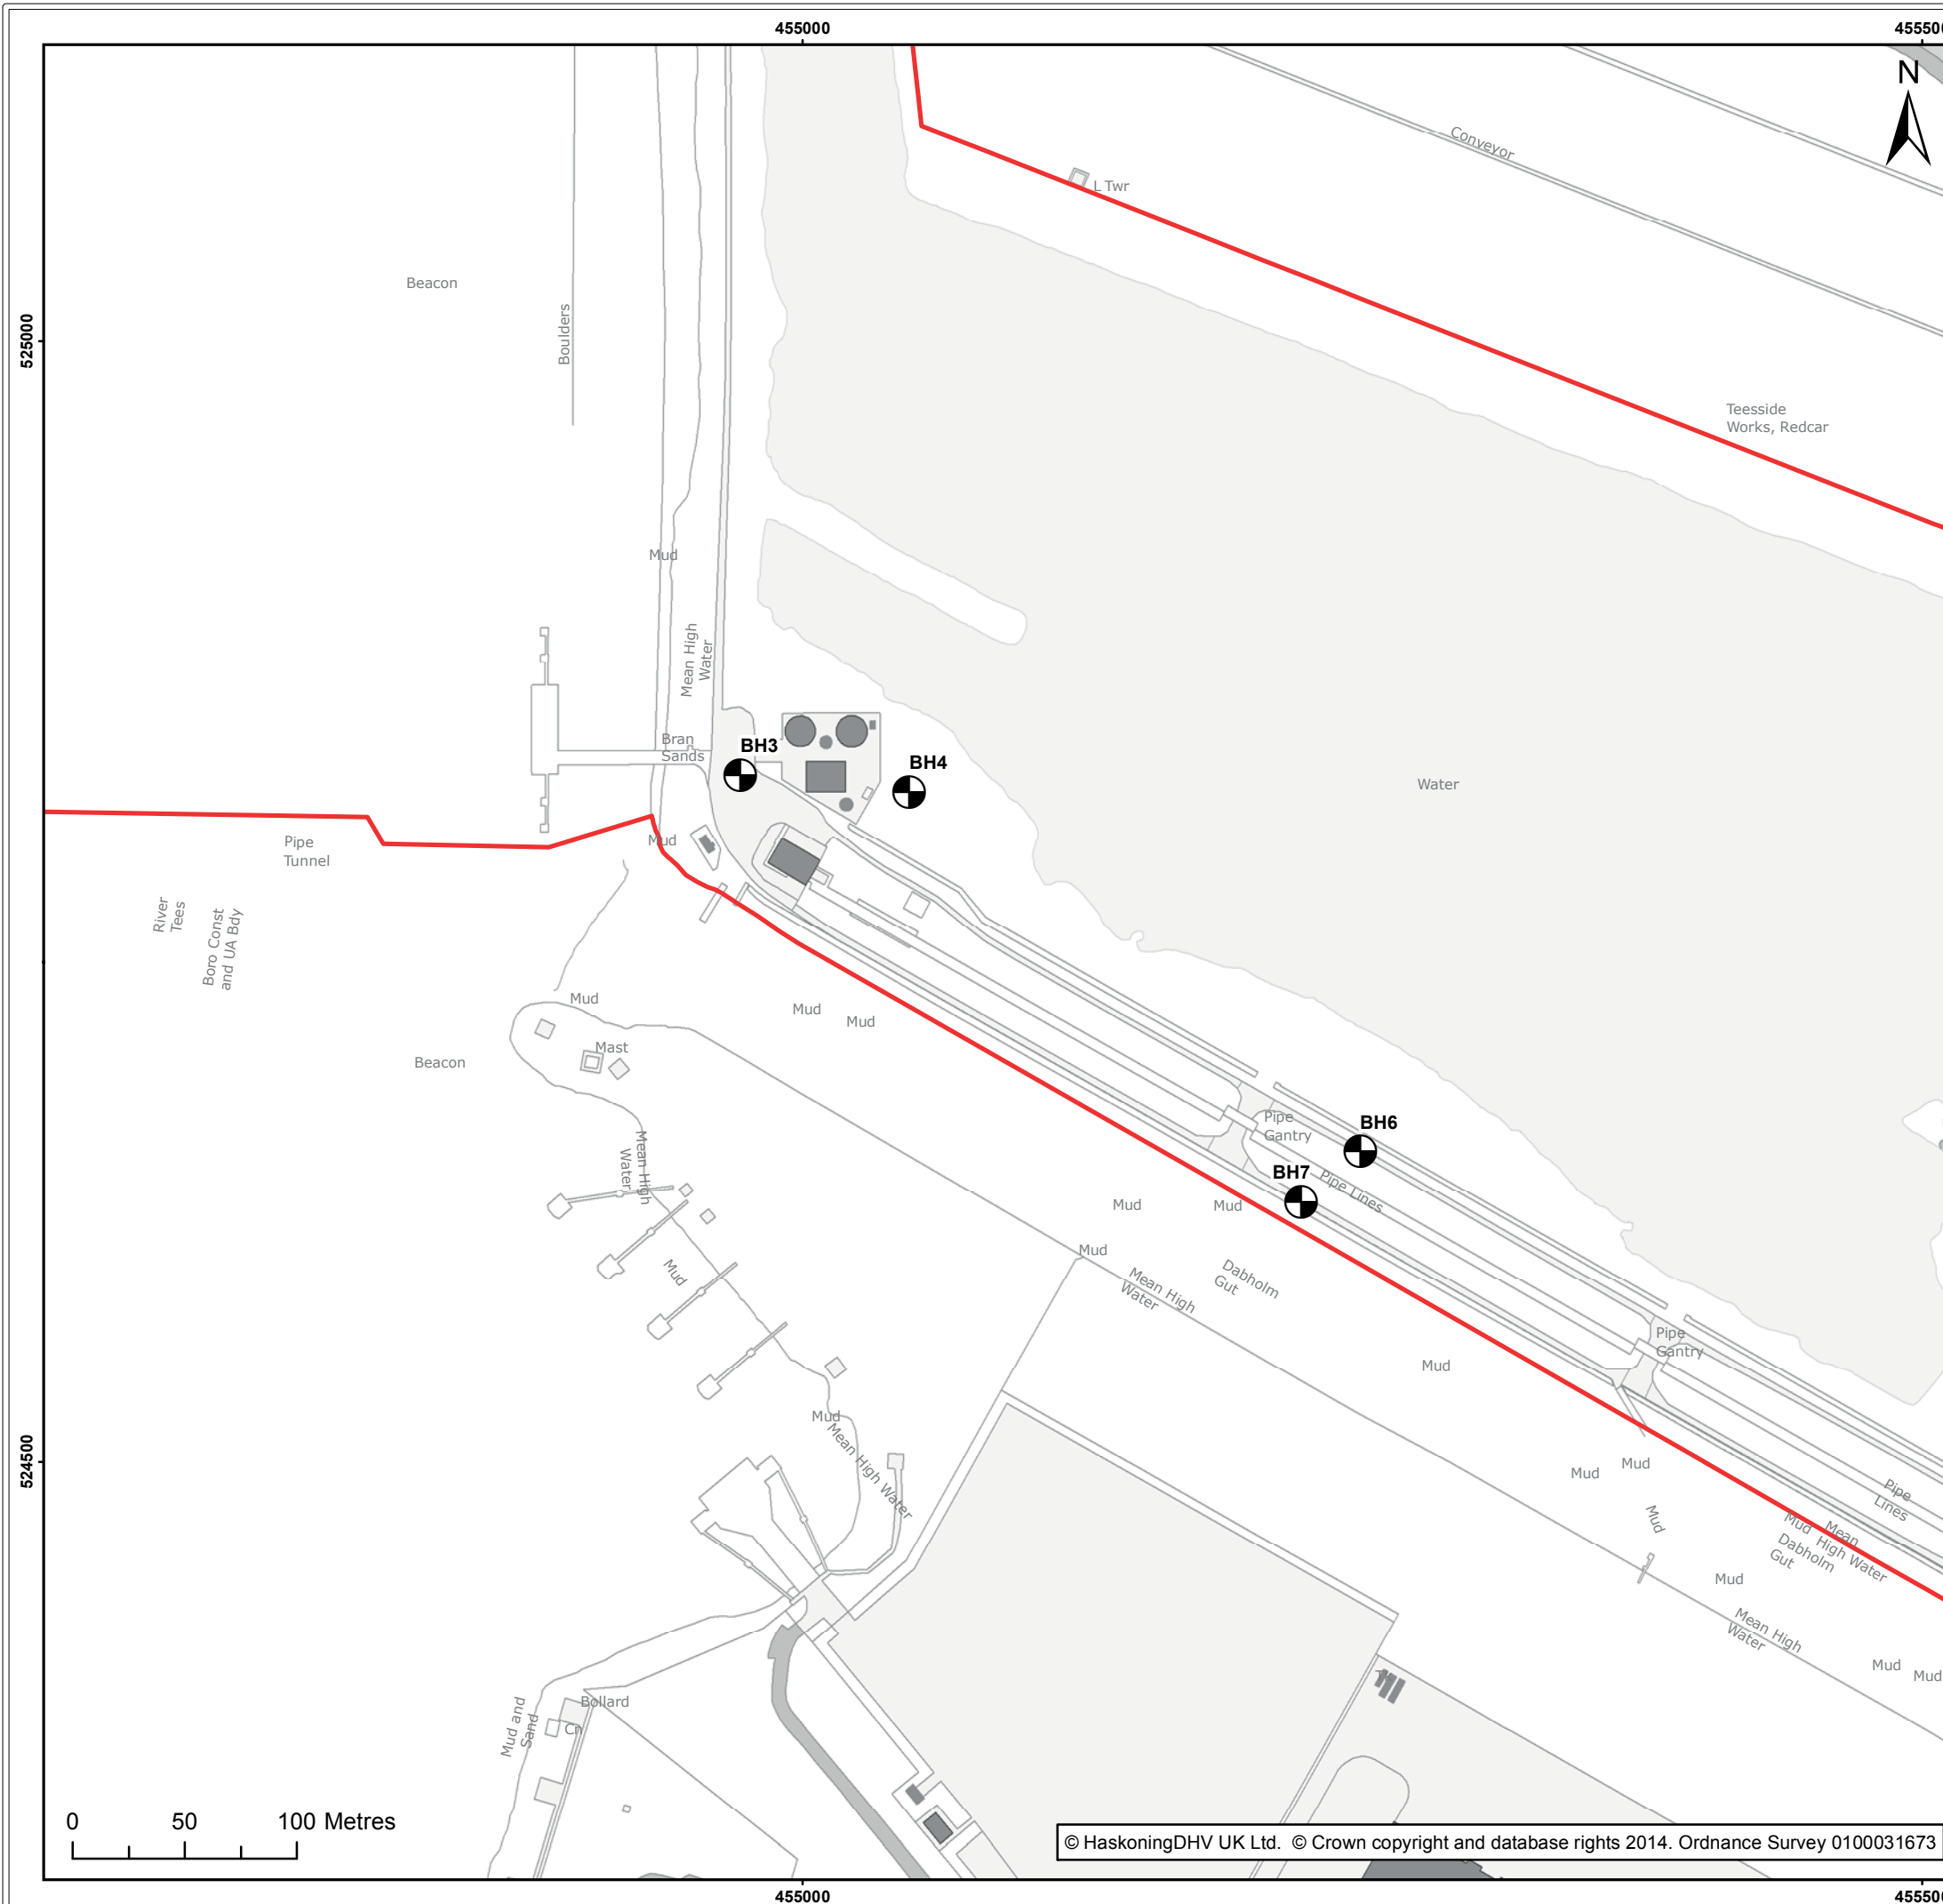 455000
455500
N
Conveyor
L Twr
Beacon
Boulders
525000
Teesside
Works, Redcar
Mud
Mean High
Water
Bran
Sands
BH3
BH4
Water
Pipe
Tunnel
Mud
River
Tees
Boro Const
and UA Bdy
Mud
Mud
Mud
Mast
Beacon
Pipe
Gantry
BH6
BH7
Pipe Lines
Mean High
Water
Mud
Mud
Mud
Mud
Dabholm
Gut
Mean High
Water
Pipe
Gantry
Mud
Mud
Mean High Water
524500
Mud
Mud
Pipe
Lines
Mud
Mud
Mean
High Water
Dabholm
Gut
Mud
Mean High
Water
Mud
Mud
Bollard
Cn
Mud and
Sand
0 50 100 Metres
© HaskoningDHV UK Ltd. © Crown copyright and database rights 2014. Ordnance Survey 0100031673
455000